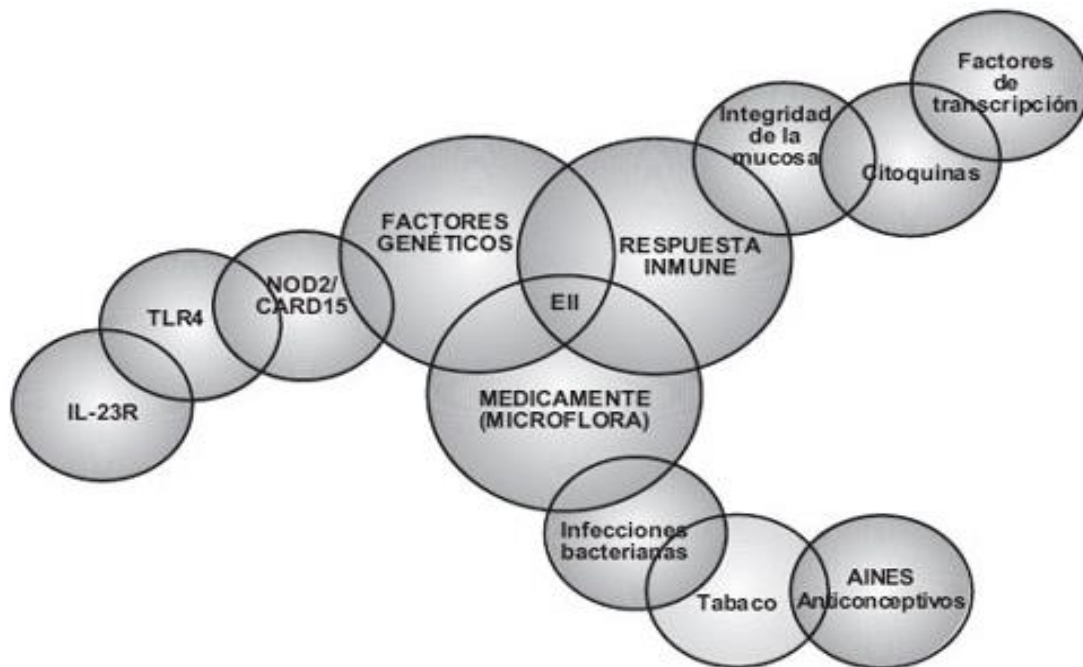 Factores
de
transcripción
Integridad
de la
mucosa
Citoquinas
FACTORES
GENÉTICOS
RESPUESTA
INMUNE
NOD2/
CARD15
TLR4
EII
IL-23R
MEDICAMENTE
(MICROFLORA)
Infecciones
bacterianas
Tabaco
AINES
Anticonceptivos